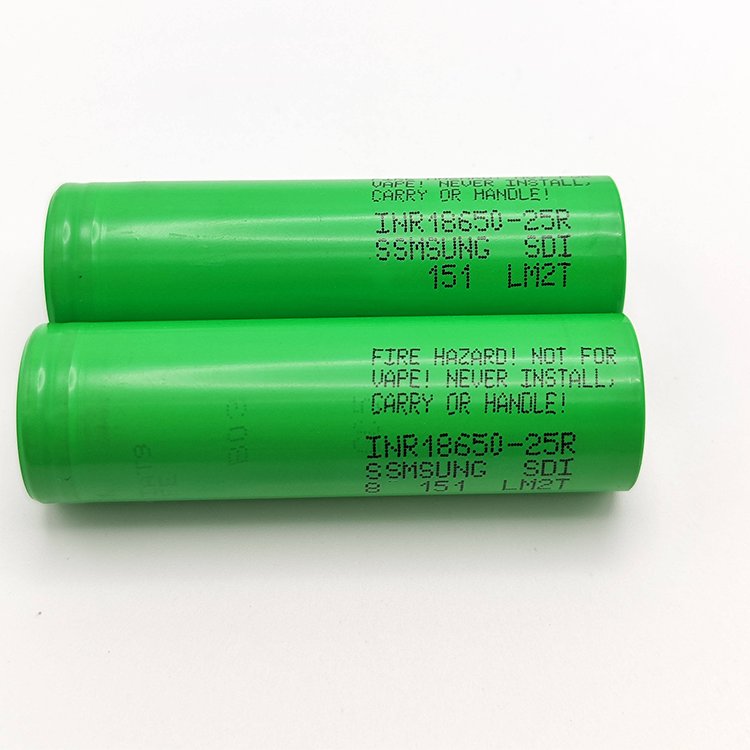 VAPE! NEVER INSTALL,
CARRY OR HANDLE!
INR18650-25R
SSMSUNG SDI
151 LM2T
FIRE HAZARD! NOT FOR
VAPE! NEVER INSTALL,
CARRY OR HANDLE!
INR18650-25R
SSMSUNG SDI
8 151 LM2T